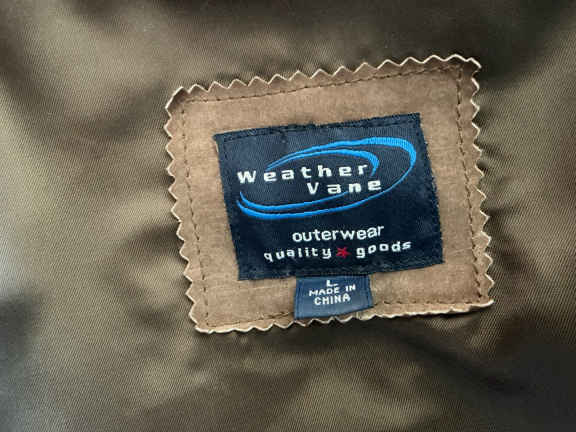 Weather
Vane
outerwear
quality goods
L
MADE IN
CHINA